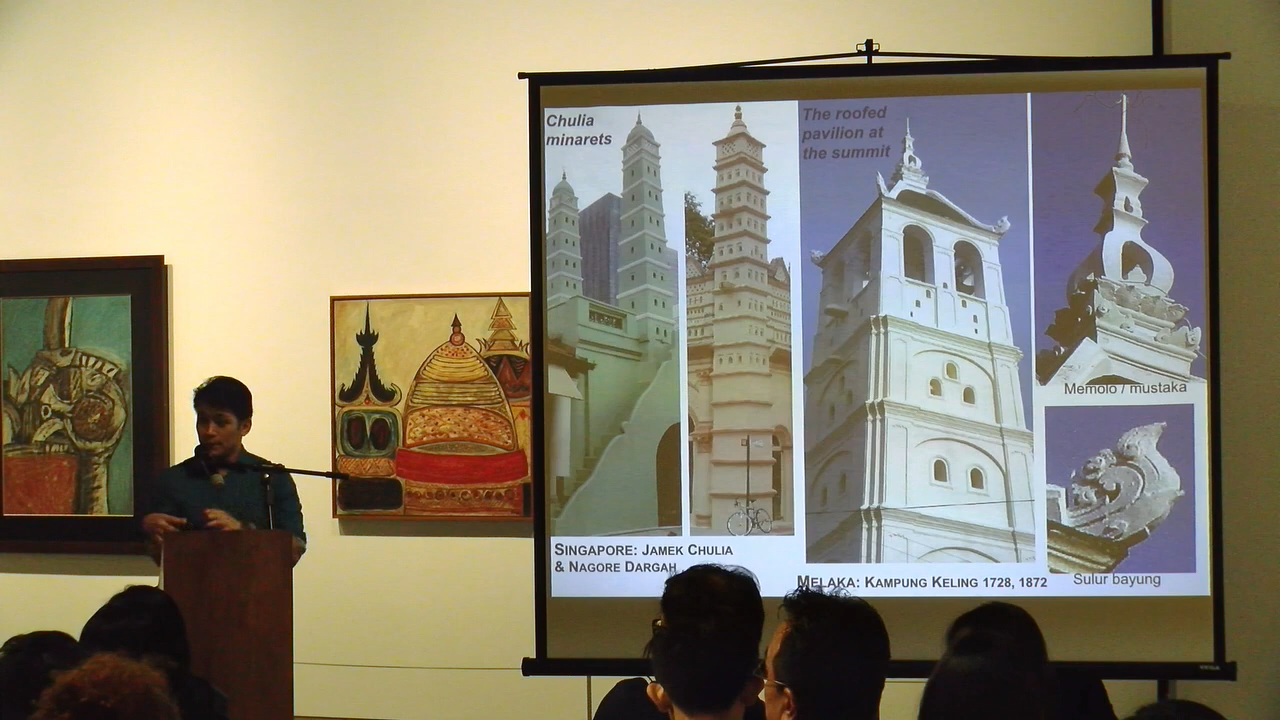 Chulia
minarets
The roofed
pavilion at
the summit
Memolo / mustaka
SINGAPORE: JAMEK CHULIA
& NAGORE DARGAH
MELAKA: KAMPUNG KELING 1728, 1872
Sulur bayung